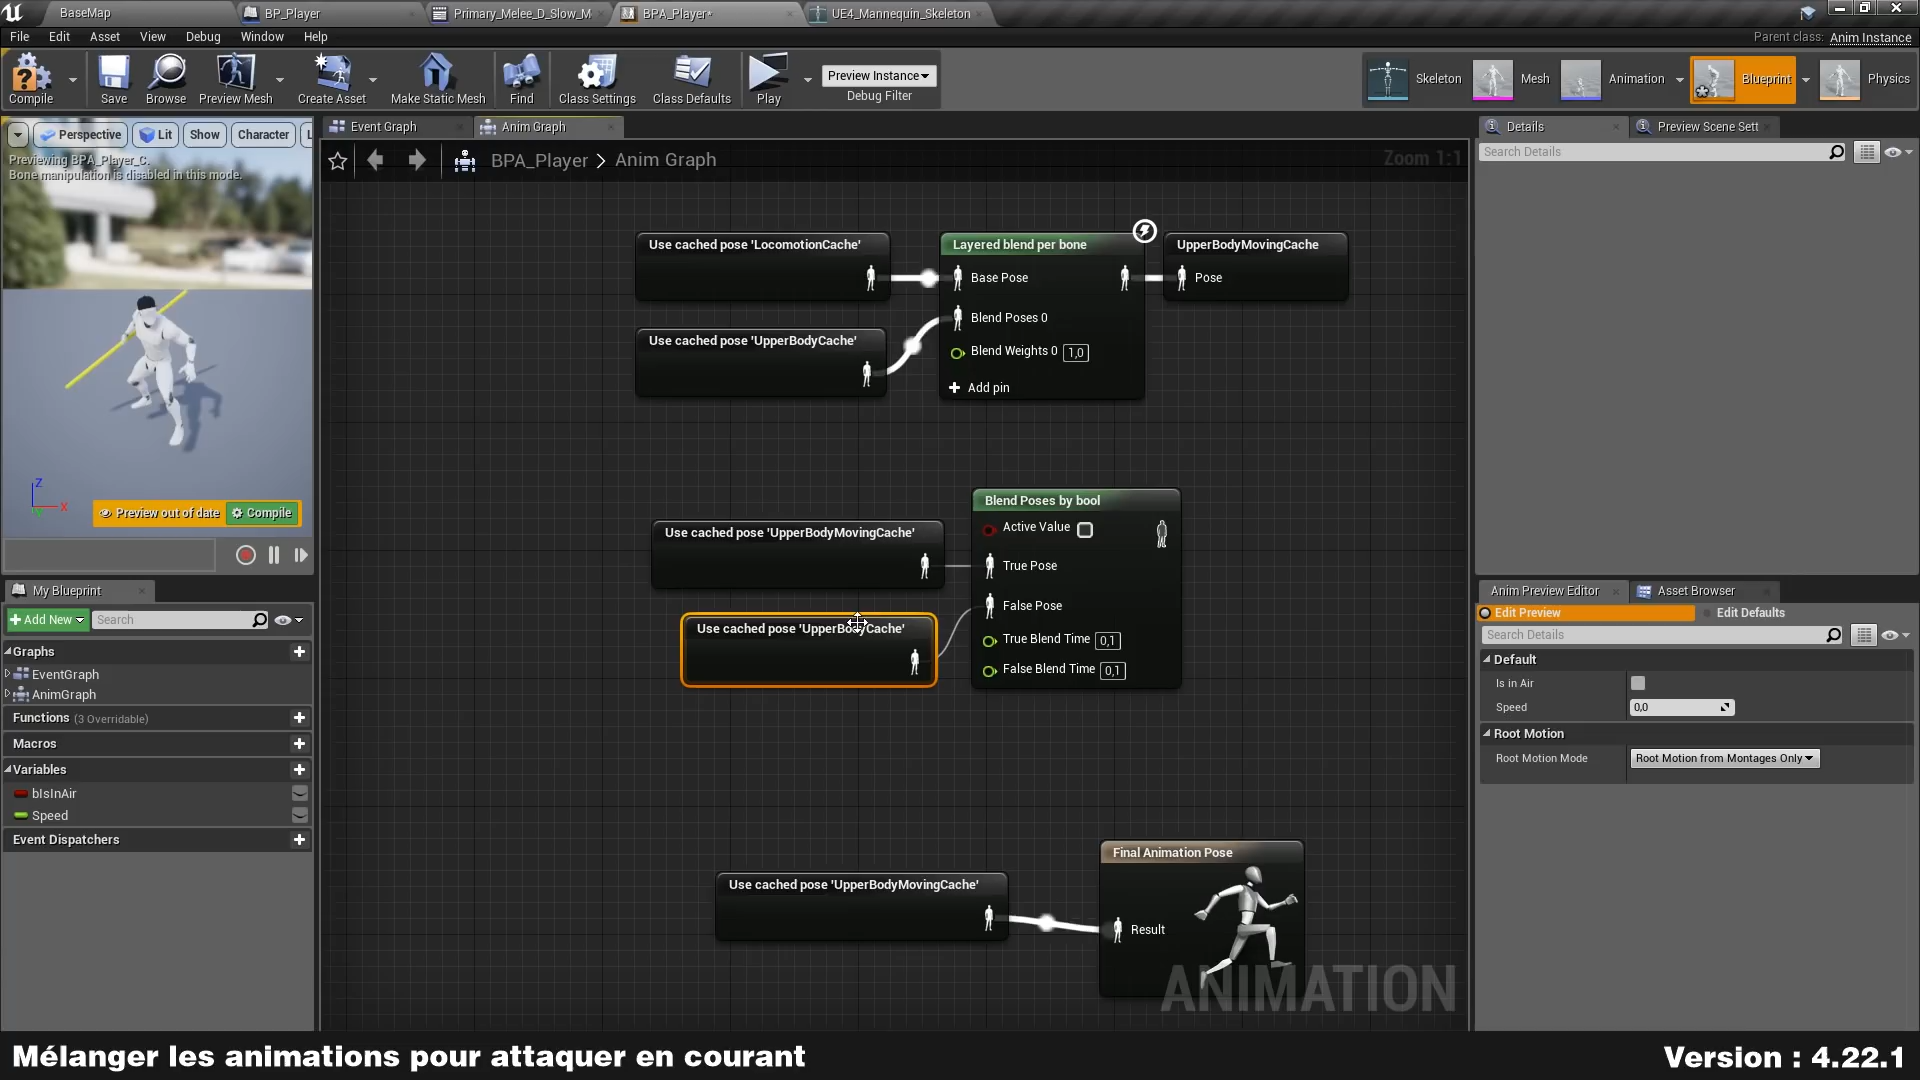 BaseMap
BP_Player
Primary_Melee_D_Slow_M
BPA_Player*
UE4_Mannequin_Skeleton
File Edit Asset View Debug Window Help
Parent class: Anim Instance
Compile
Save
Browse
Preview Mesh
Create Asset
Make Static Mesh
Find
Class Settings
Class Defaults
Play
Preview Instance
Debug Filter
Skeleton
Mesh
Animation
Blueprint
Physics
Perspective
Lit
Show
Character
L
Previewing BPA_Player_C.
Bone manipulation is disabled in this mode.
Z
X
Preview out of date
Compile
My Blueprint
Add New
Search
Graphs
EventGraph
AnimGraph
Functions (3 Overridable)
Macros
Variables
bIsInAir
Speed
Event Dispatchers
Event Graph
Anim Graph
BPA_Player > Anim Graph
Zoom 1:1
Use cached pose 'LocomotionCache'
Use cached pose 'UpperBodyCache'
Layered blend per bone
Base Pose
Blend Poses 0
Blend Weights 0 1,0
Add pin
UpperBodyMovingCache
Pose
Use cached pose 'UpperBodyMovingCache'
Use cached pose 'UpperBodyCache'
Blend Poses by bool
Active Value
True Pose
False Pose
True Blend Time 0,1
False Blend Time 0,1
Use cached pose 'UpperBodyMovingCache'
Final Animation Pose
Result
ANIMATION
Details
Preview Scene Sett
Search Details
Anim Preview Editor
Asset Browser
Edit Preview
Edit Defaults
Search Details
Default
Is in Air
Speed 0,0
Root Motion
Root Motion Mode Root Motion from Montages Only
Mélanger les animations pour attaquer en courant
Version : 4.22.1